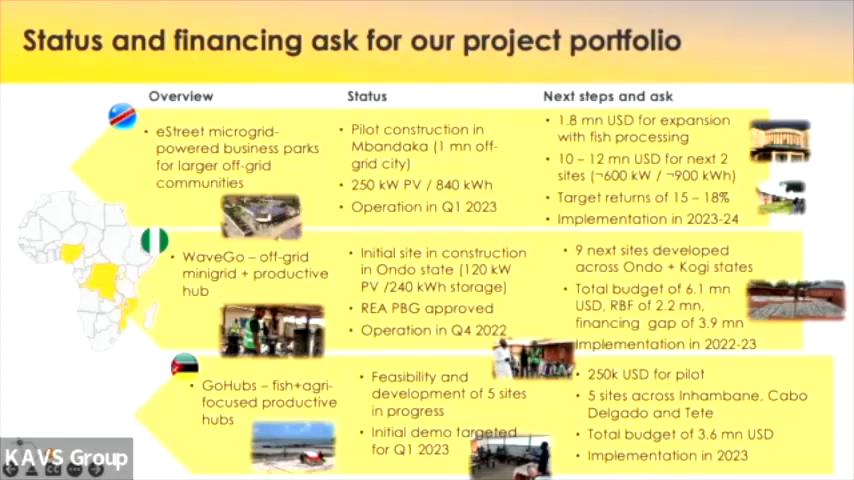 Status and financing ask for our project portfolio
Overview
Status
Next steps and ask
• eStreet microgrid-
powered business parks
for larger off-grid
communities
• Pilot construction in
Mbandaka (1 mn off-
grid city)
• 250 kW PV / 840 kWh
• Operation in Q1 2023
• 1.8 mn USD for expansion
with fish processing
• 10 – 12 mn USD for next 2
sites (¬600 kW / ¬900 kWh)
• Target returns of 15 – 18%
• Implementation in 2023-24
• WaveGo – off-grid
minigrid + productive
hub
• Initial site in construction
in Ondo state (120 kW
PV /240 kWh storage)
• REA PBG approved
• Operation in Q4 2022
• 9 next sites developed
across Ondo + Kogi states
• Total budget of 6.1 mn
USD, RBF of 2.2 mn,
financing gap of 3.9 mn
Implementation in 2022-23
• GoHubs – fish+agri-
focused productive
hubs
• Feasibility and
development of 5 sites
in progress
• Initial demo targeted
for Q1 2023
• 250k USD for pilot
• 5 sites across Inhambane, Cabo
Delgado and Tete
• Total budget of 3.6 mn USD
• Implementation in 2023
KAVS Group